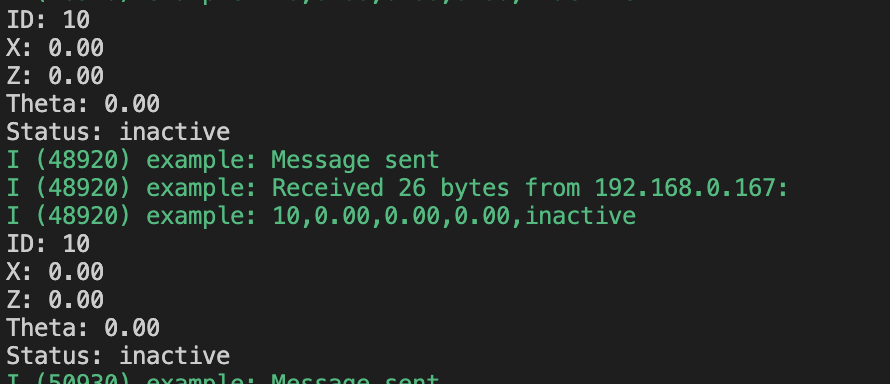 ID: 10
X: 0.00
Z: 0.00
Theta: 0.00
Status: inactive
I (48920) example: Message sent
I (48920) example: Received 26 bytes from 192.168.0.167:
I (48920) example: 10,0.00,0.00,0.00,inactive
ID: 10
X: 0.00
Z: 0.00
Theta: 0.00
Status: inactive
I (50930) example: Message sent